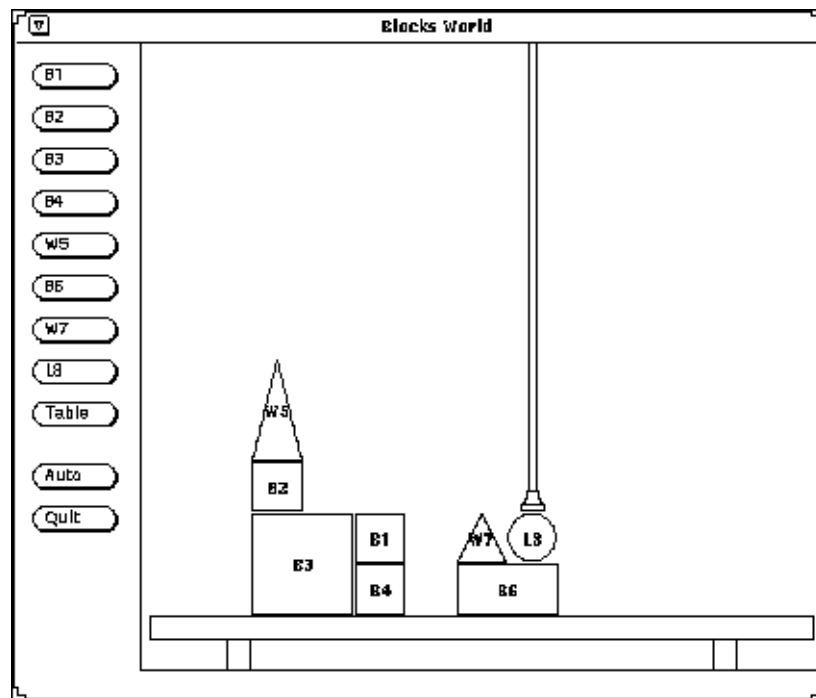 Blocks World
B1
B2
B3
B4
W5
B6
W7
L8
Table
Auto
Quit
W5
B2
B3
B1
B4
W7
L8
B6